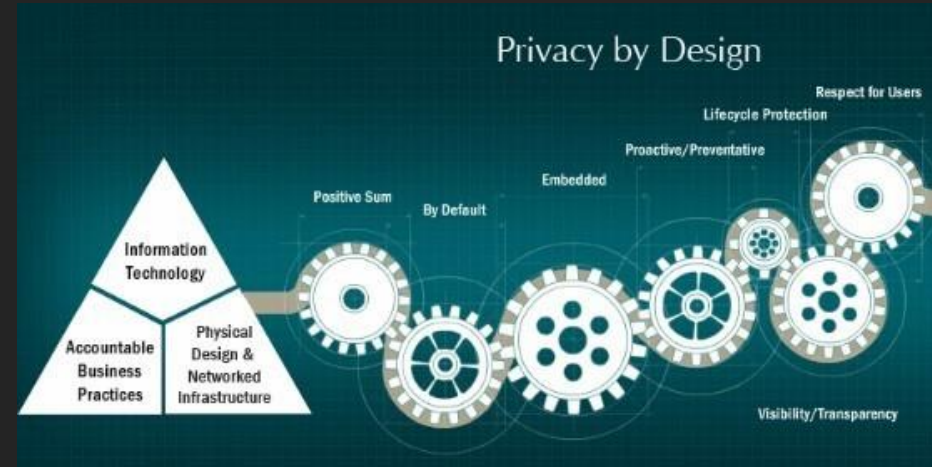 Privacy by Design
Respect for Users
Lifecycle Protection
Proactive/Preventative
Embedded
Positive Sum
By Default
Information
Technology
Accountable
Business
Practices
Physical
Design &
Networked
Infrastructure
Visibility/Transparency